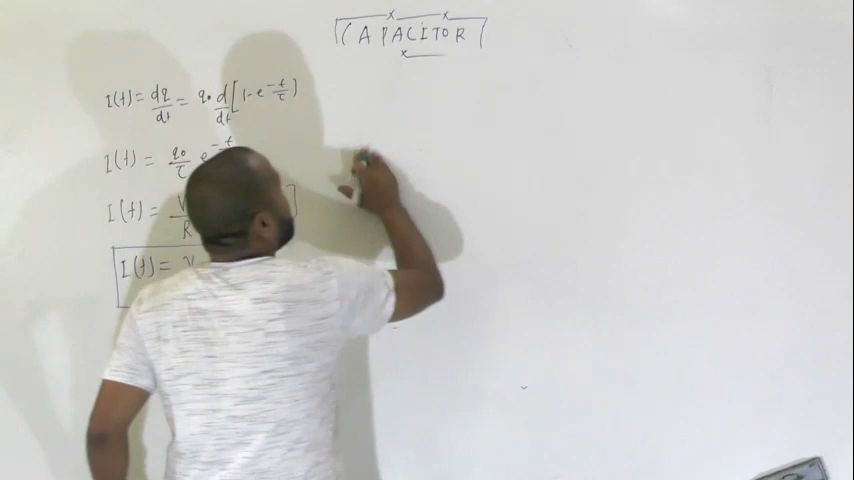 CAPACITOR
I(t) = dq/dt = q₀ d/dt [1-e^(-t/τ)]
I(t) = q₀/τ e^-t
I(t) = V/R ]
I(t) =